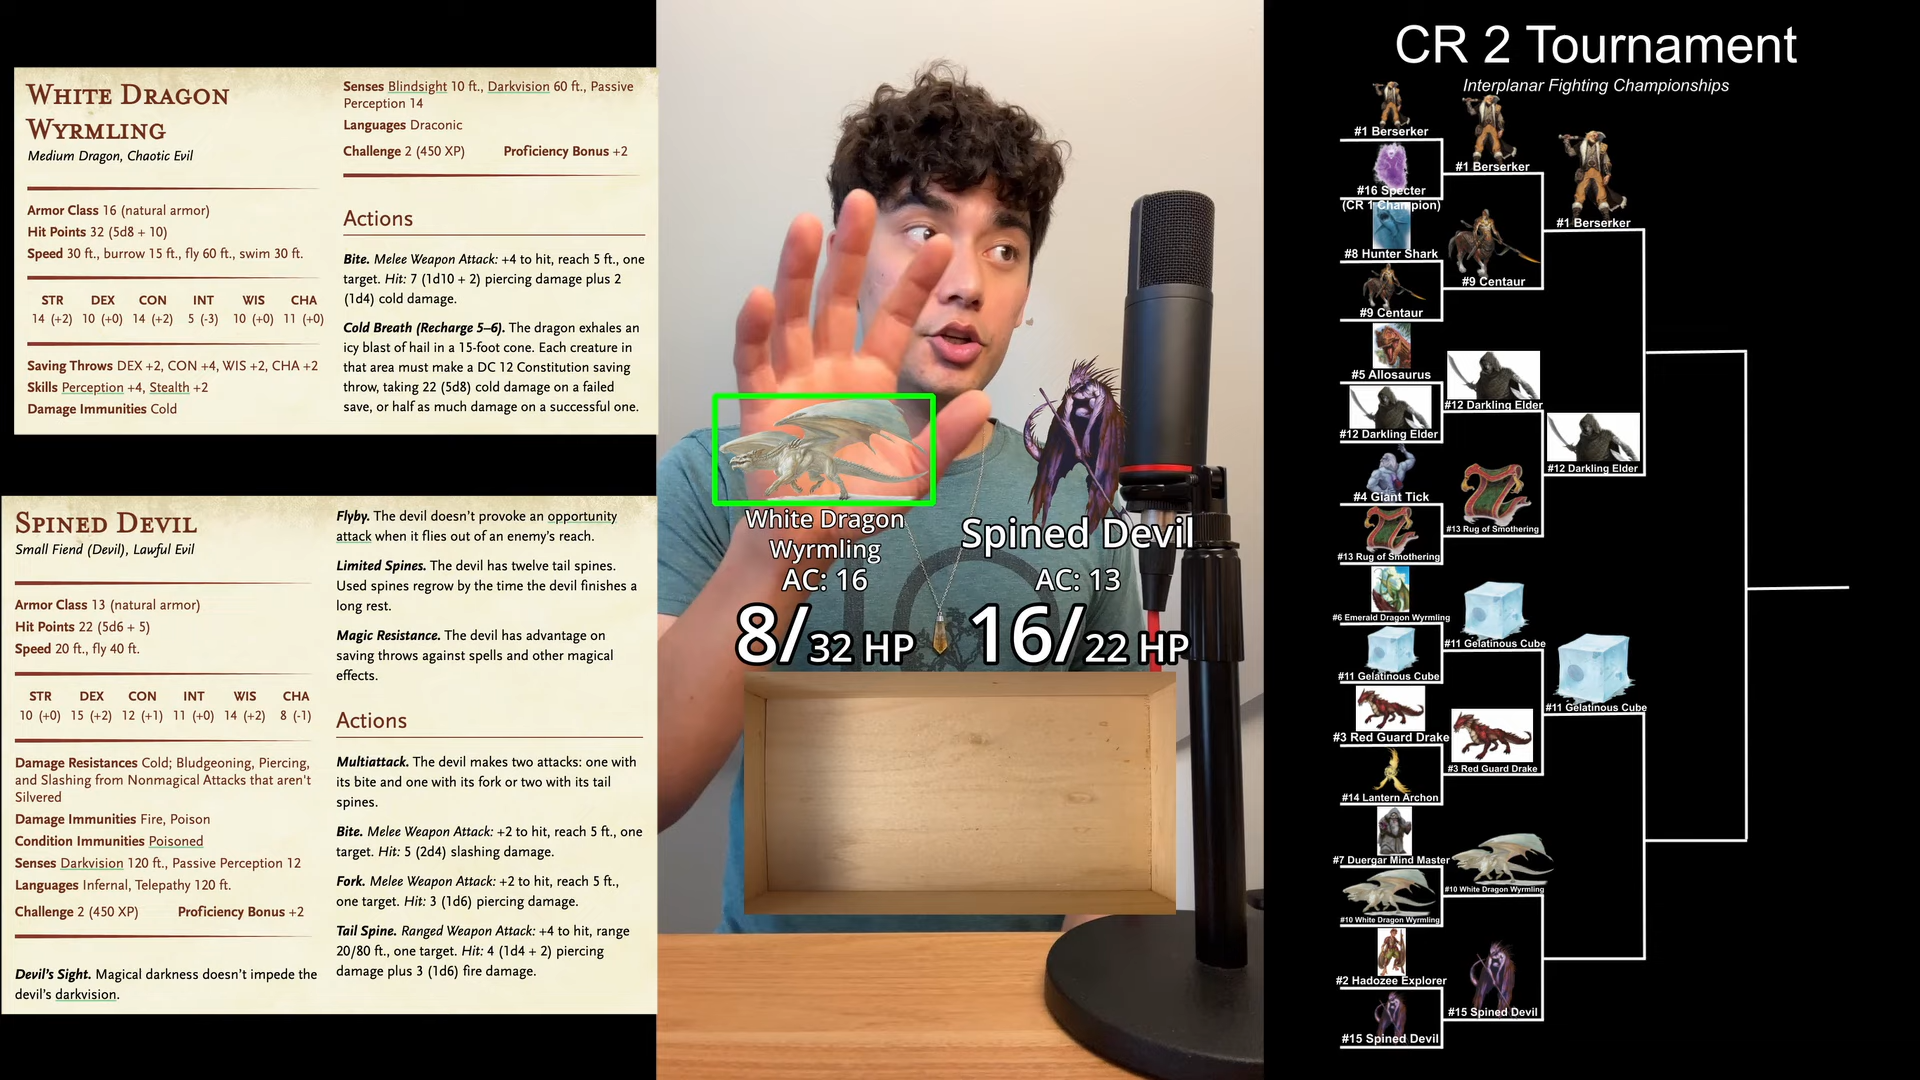 WHITE DRAGON
WYRMLING
Medium Dragon, Chaotic Evil
Armor Class 16 (natural armor)
Hit Points 32 (5d8 + 10)
Speed 30 ft., burrow 15 ft., fly 60 ft., swim 30 ft.
STR DEX CON INT WIS CHA
14 (+2) 10 (+0) 14 (+2) 5 (-3) 10 (+0) 11 (+0)
Saving Throws DEX +2, CON +4, WIS +2, CHA +2
Skills Perception +4, Stealth +2
Damage Immunities Cold
Senses Blindsight 10 ft., Darkvision 60 ft., Passive
Perception 14
Languages Draconic
Challenge 2 (450 XP) Proficiency Bonus +2
Actions
Bite. Melee Weapon Attack: +4 to hit, reach 5 ft., one
target. Hit: 7 (1d10 + 2) piercing damage plus 2
(1d4) cold damage.
Cold Breath (Recharge 5–6). The dragon exhales an
icy blast of hail in a 15-foot cone. Each creature in
that area must make a DC 12 Constitution saving
throw, taking 22 (5d8) cold damage on a failed
save, or half as much damage on a successful one.
SPINED DEVIL
Small Fiend (Devil), Lawful Evil
Armor Class 13 (natural armor)
Hit Points 22 (5d6 + 5)
Speed 20 ft., fly 40 ft.
STR DEX CON INT WIS CHA
10 (+0) 15 (+2) 12 (+1) 11 (+0) 14 (+2) 8 (-1)
Damage Resistances Cold; Bludgeoning, Piercing,
and Slashing from Nonmagical Attacks that aren't
Silvered
Damage Immunities Fire, Poison
Condition Immunities Poisoned
Senses Darkvision 120 ft., Passive Perception 12
Languages Infernal, Telepathy 120 ft.
Challenge 2 (450 XP) Proficiency Bonus +2
Devil's Sight. Magical darkness doesn't impede the
devil's darkvision.
Flyby. The devil doesn't provoke an opportunity
attack when it flies out of an enemy's reach.
Limited Spines. The devil has twelve tail spines.
Used spines regrow by the time the devil finishes a
long rest.
Magic Resistance. The devil has advantage on
saving throws against spells and other magical
effects.
Actions
Multiattack. The devil makes two attacks: one with
its bite and one with its fork or two with its tail
spines.
Bite. Melee Weapon Attack: +2 to hit, reach 5 ft., one
target. Hit: 5 (2d4) slashing damage.
Fork. Melee Weapon Attack: +2 to hit, reach 5 ft.,
one target. Hit: 3 (1d6) piercing damage.
Tail Spine. Ranged Weapon Attack: +4 to hit, range
20/80 ft., one target. Hit: 4 (1d4 + 2) piercing
damage plus 3 (1d6) fire damage.
White Dragon
Wyrmling
AC: 16
8/32 HP
Spined Devil
AC: 13
16/22 HP
CR 2 Tournament
Interplanar Fighting Championships
#1 Berserker
#16 Specter
(CR 1 Champion)
#8 Hunter Shark
#9 Centaur
#5 Allosaurus
#12 Darkling Elder
#4 Giant Tick
#13 Rug of Smothering
#6 Emerald Dragon Wyrmling
#11 Gelatinous Cube
#3 Red Guard Drake
#14 Lantern Archon
#7 Duergar Mind Master
#10 White Dragon Wyrmling
#2 Hadozee Explorer
#15 Spined Devil
#1 Berserker
#9 Centaur
#12 Darkling Elder
#13 Rug of Smothering
#11 Gelatinous Cube
#3 Red Guard Drake
#10 White Dragon Wyrmling
#15 Spined Devil
#1 Berserker
#12 Darkling Elder
#11 Gelatinous Cube